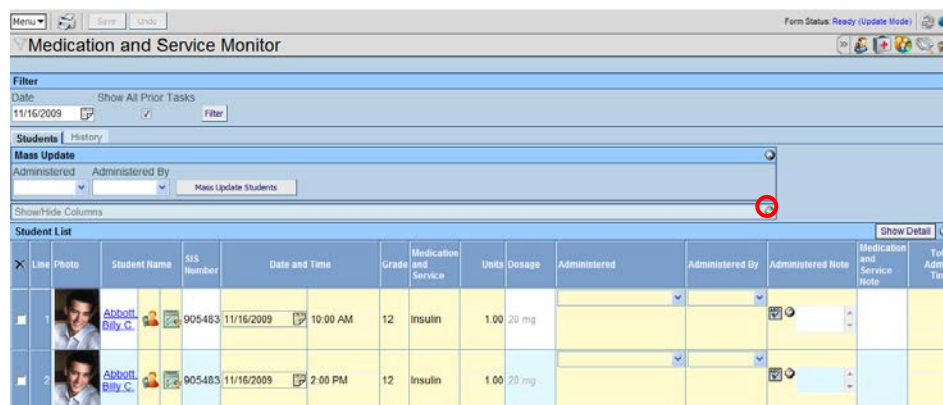 Menu Save Undo Form Status: Ready (Update Mode)
Medication and Service Monitor
Filter
Date Show All Prior Tasks
11/16/2009 Filter
Students History
Mass Update
Administered Administered By
Mass Update Students
Show/Hide Columns
Student List Show Detail
X Line Photo Student Name SIS Number Date and Time Grade Medication and Service Units Dosage Administered Administered By Administered Note Medication and Service Note
1 Abbott, Billy C. 905483 11/16/2009 10:00 AM 12 Insulin 1.00 20 mg
2 Abbott, Billy C. 905483 11/16/2009 2:00 PM 12 Insulin 1.00 20 mg